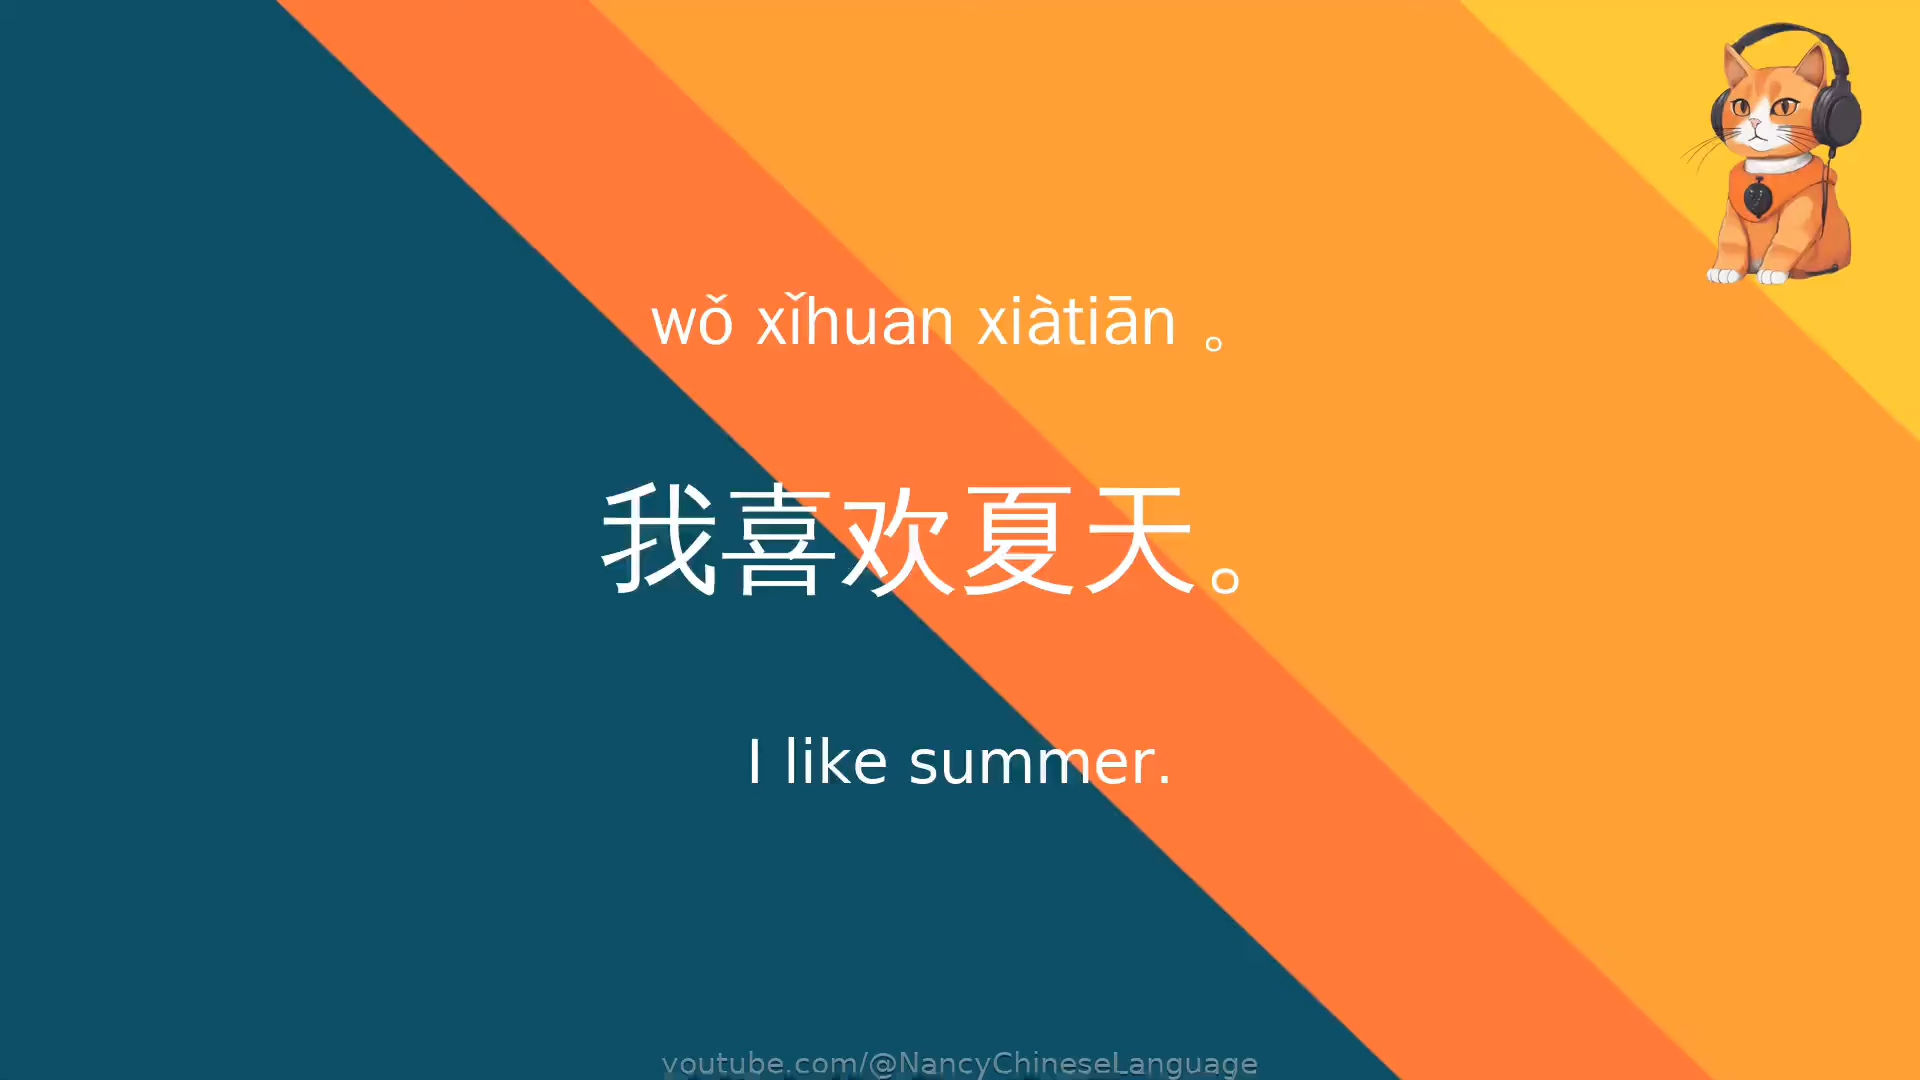 wǒ xǐhuan xiàtiān 。
我喜欢夏天。
I like summer.
youtube.com/@NancyChineseLanguage